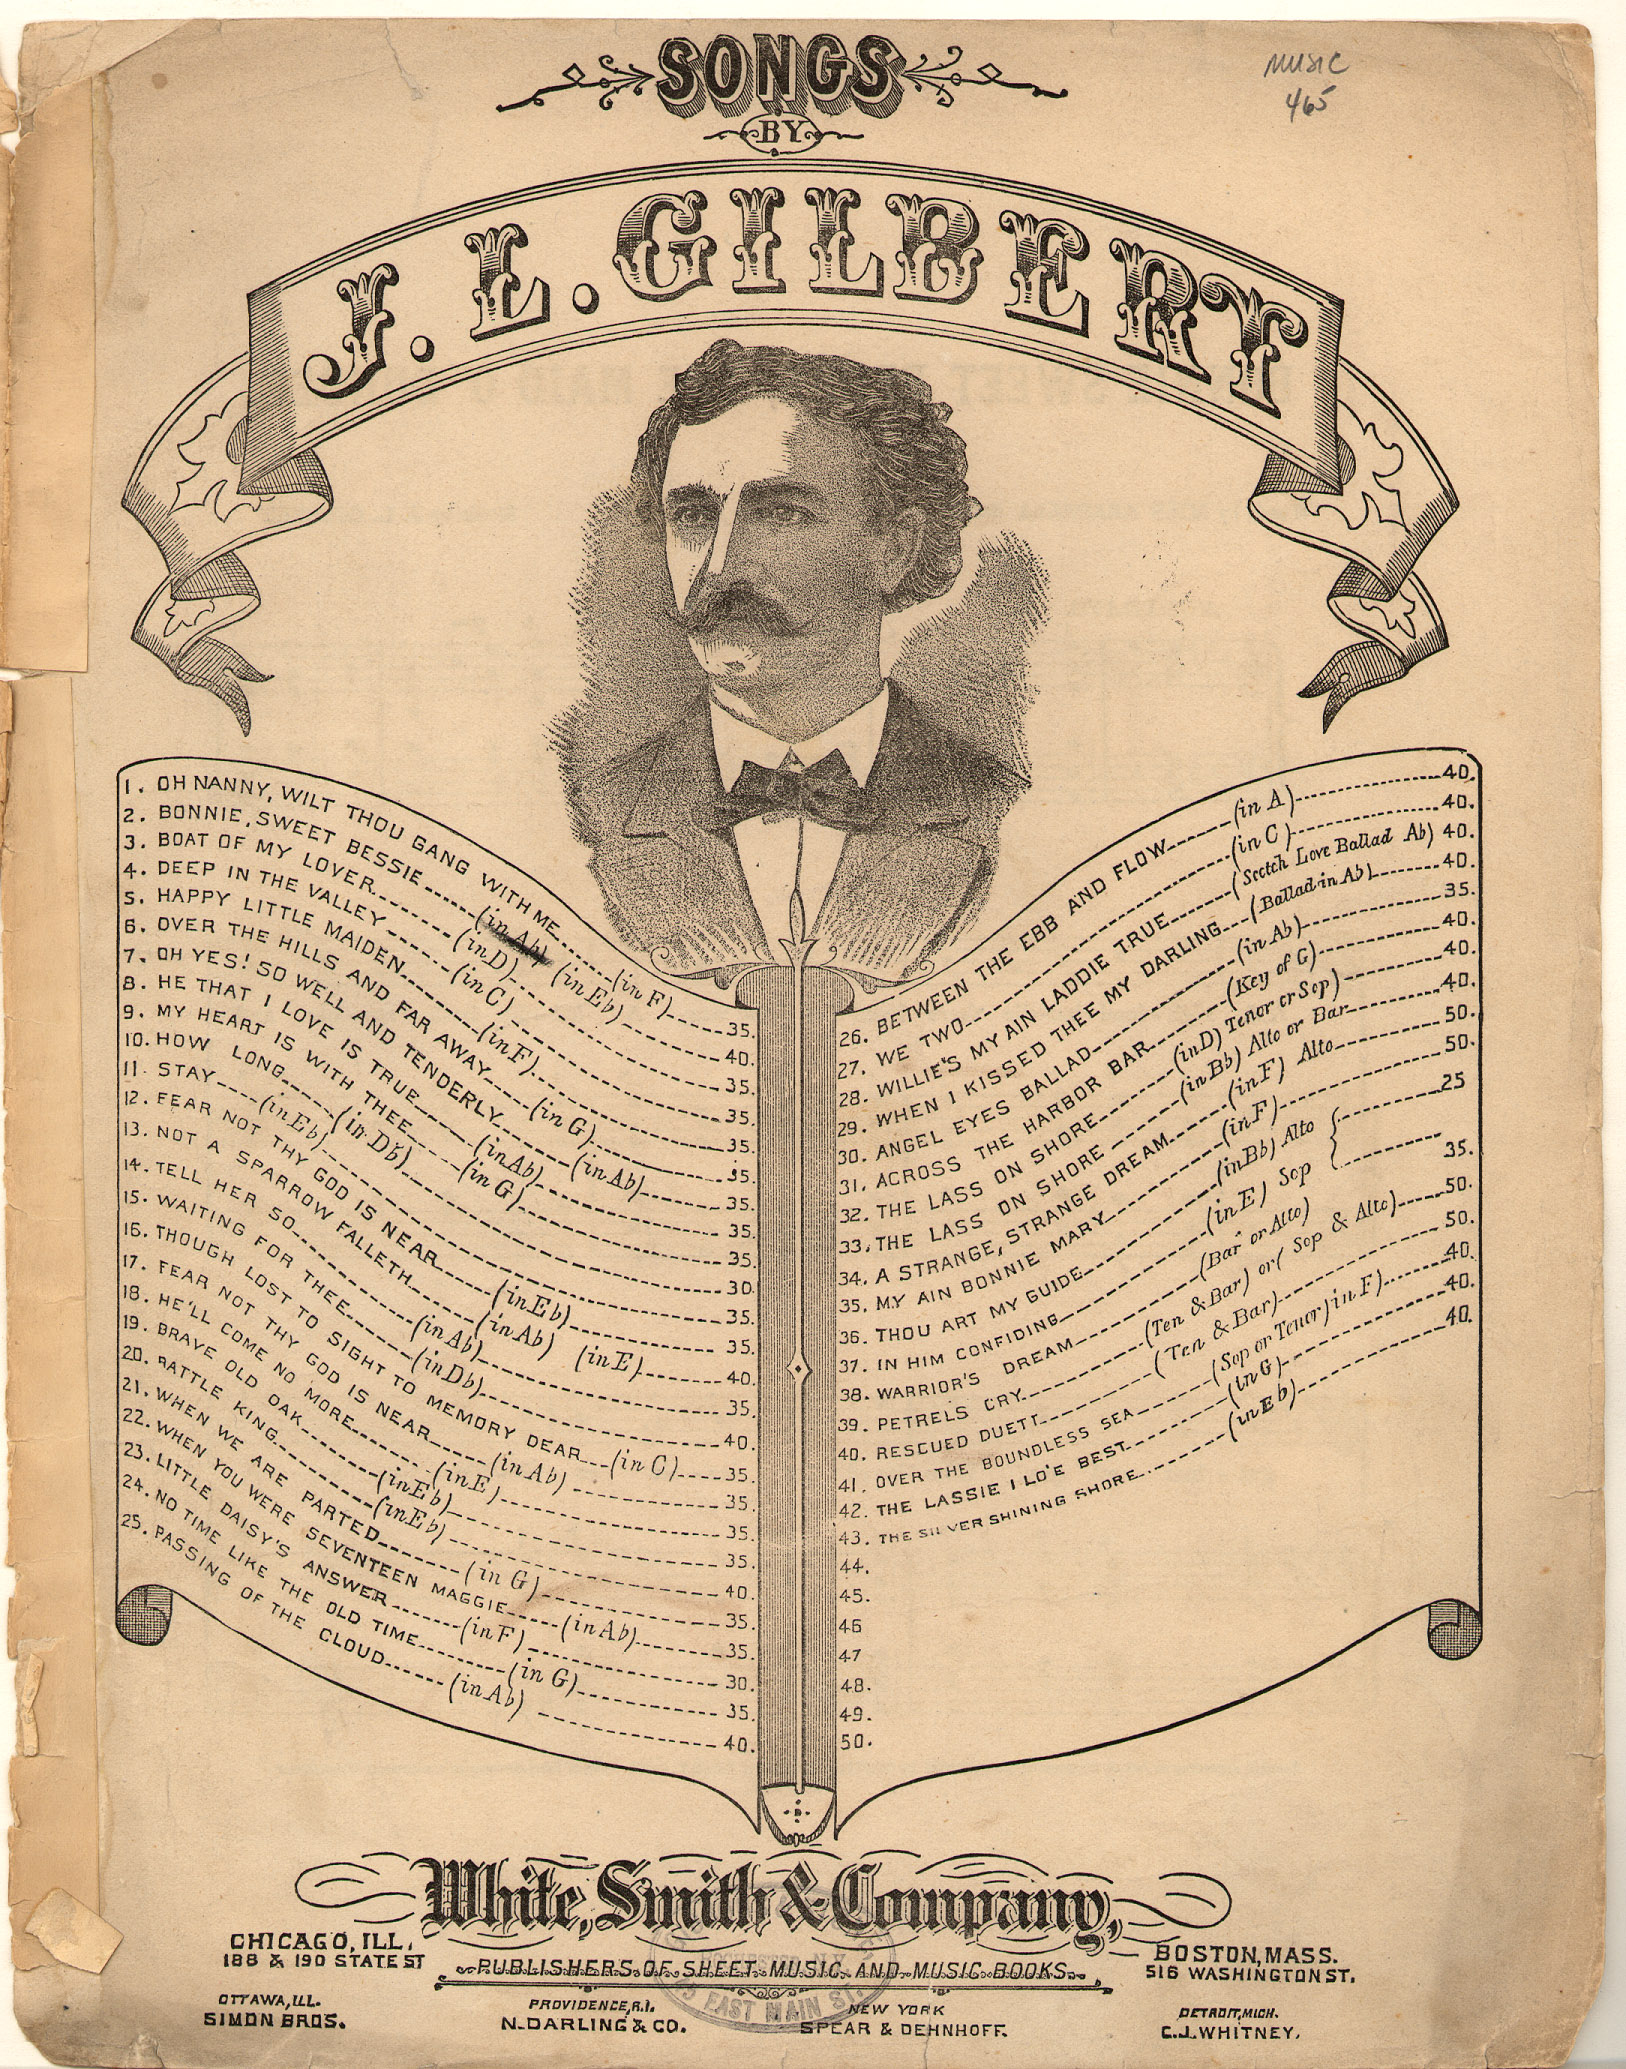 MUSIC
465
SONGS
BY
J. L. GILBERT
1. OH NANNY, WILT THOU GANG WITH ME (in F) 35.
2. BONNIE, SWEET BESSIE (in Ab) (in Eb) 40.
3. BOAT OF MY LOVER (in D) 35.
4. DEEP IN THE VALLEY (in C) 35.
5. HAPPY LITTLE MAIDEN (in F) 35.
6. OVER THE HILLS AND FAR AWAY (in G) 35.
7. OH YES! SO WELL AND TENDERLY (in Ab) 35.
8. HE THAT I LOVE IS TRUE (in Ab) 35.
9. MY HEART IS WITH THEE (in G) 35.
10. HOW LONG (in Db) 30.
11. STAY (in Eb) 35.
12. FEAR NOT THY GOD IS NEAR (in Eb) 35.
13. NOT A SPARROW FALLETH (in Ab) (in E) 40.
14. TELL HER SO (in Ab) 35.
15. WAITING FOR THEE (in Db) 40.
16. THOUGH LOST TO SIGHT TO MEMORY DEAR (in C) 35.
17. FEAR NOT THY GOD IS NEAR (in Ab) 35.
18. HE'LL COME NO MORE (in E) 35.
19. BRAVE OLD OAK (in Eb) 35.
20. RATTLE KING (in Eb) 40.
21. WHEN WE ARE PARTED (in G) 35.
22. WHEN YOU WERE SEVENTEEN MAGGIE (in Ab) 35.
23. LITTLE DAISY'S ANSWER (in F) 30.
24. NO TIME LIKE THE OLD TIME (in G) 35.
25. PASSING OF THE CLOUD (in Ab) 40.
26. BETWEEN THE EBB AND FLOW (in A) 40.
27. WE TWO (in C) 40.
28. WILLIE'S MY AIN LADDIE TRUE (Scotch Love Ballad Ab) 40.
29. WHEN I KISSED THEE MY DARLING (Ballad in Ab) 40.
30. ANGEL EYES BALLAD (in Ab) 35.
31. ACROSS THE HARBOR BAR (Key of G) 40.
32. THE LASS ON SHORE (in D) Tenor or Sop) 40.
33. THE LASS ON SHORE (in Bb) Alto or Bar 40.
34. A STRANGE, STRANGE DREAM (in F) Alto 50.
35. MY AIN BONNIE MARY (in F) 50.
36. THOU ART MY GUIDE (in Bb) Alto { 25
37. IN HIM CONFIDING (in E) Sop
38. WARRIOR'S DREAM (Bar or Alto) 35.
39. PETRELS CRY (Ten & Bar) or (Sop & Alto) 50.
40. RESCUED DUETT (Ten & Bar) 50.
41. OVER THE BOUNDLESS SEA (Sop or Tenor) in F) 40.
42. THE LASSIE I LO'E BEST (in G) 40.
43. THE SILVER SHINING SHORE (in Eb) 40.
44.
45.
46
47
48.
49.
50.
White, Smith & Company,
PUBLISHERS OF SHEET MUSIC AND MUSIC BOOKS
CHICAGO, ILL.
188 & 190 STATE ST
BOSTON, MASS.
516 WASHINGTON ST.
ROCHESTER, N.Y.
EAST MAIN ST.
OTTAWA, ILL.
SIMON BROS.
PROVIDENCE, R.I.
N. DARLING & CO.
NEW YORK
SPEAR & DEHNHOFF.
DETROIT, MICH.
C.J. WHITNEY.